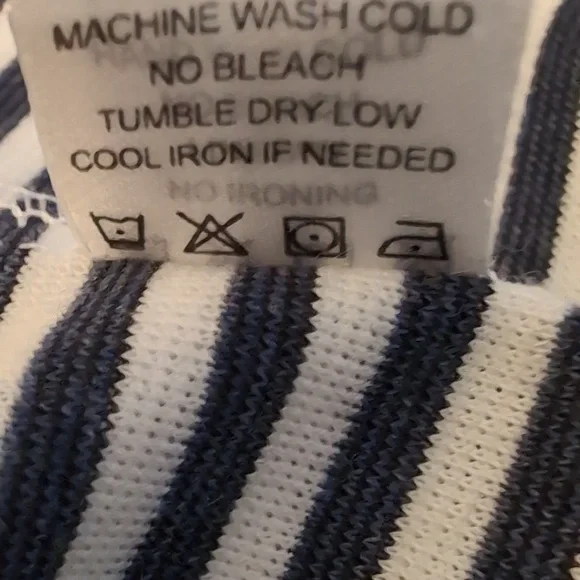 MACHINE WASH COLD
NO BLEACH
TUMBLE DRY LOW
COOL IRON IF NEEDED
NO IRONING